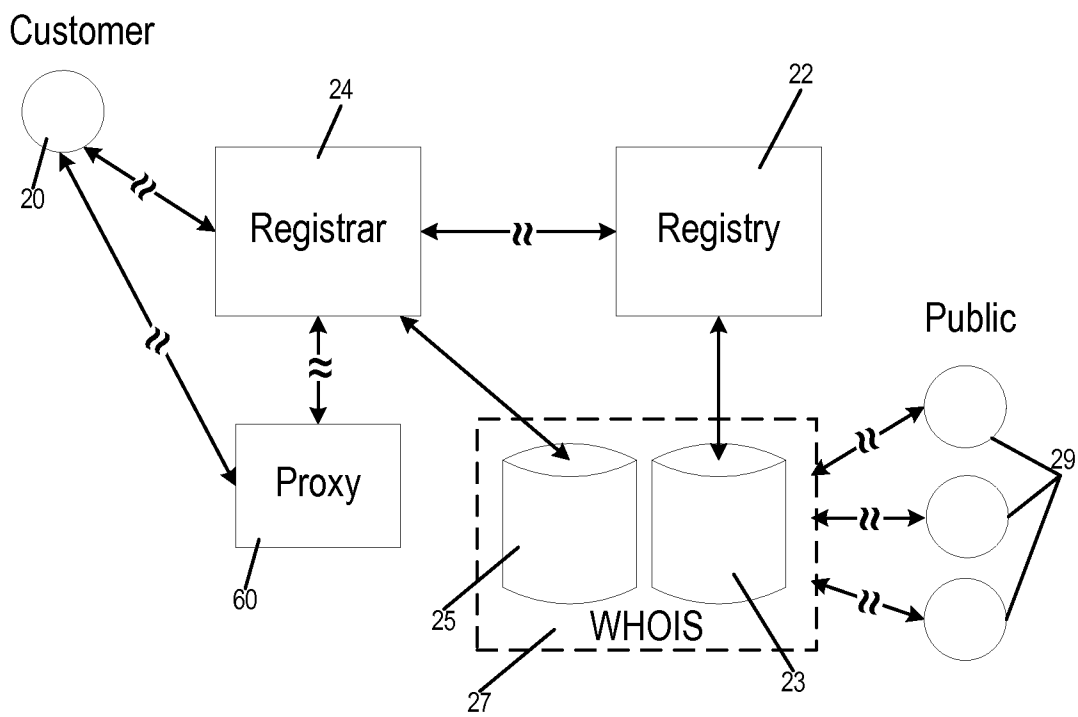 Customer
24
22
20
Registrar
Registry
Public
Proxy
29
60
25
WHOIS
27
23